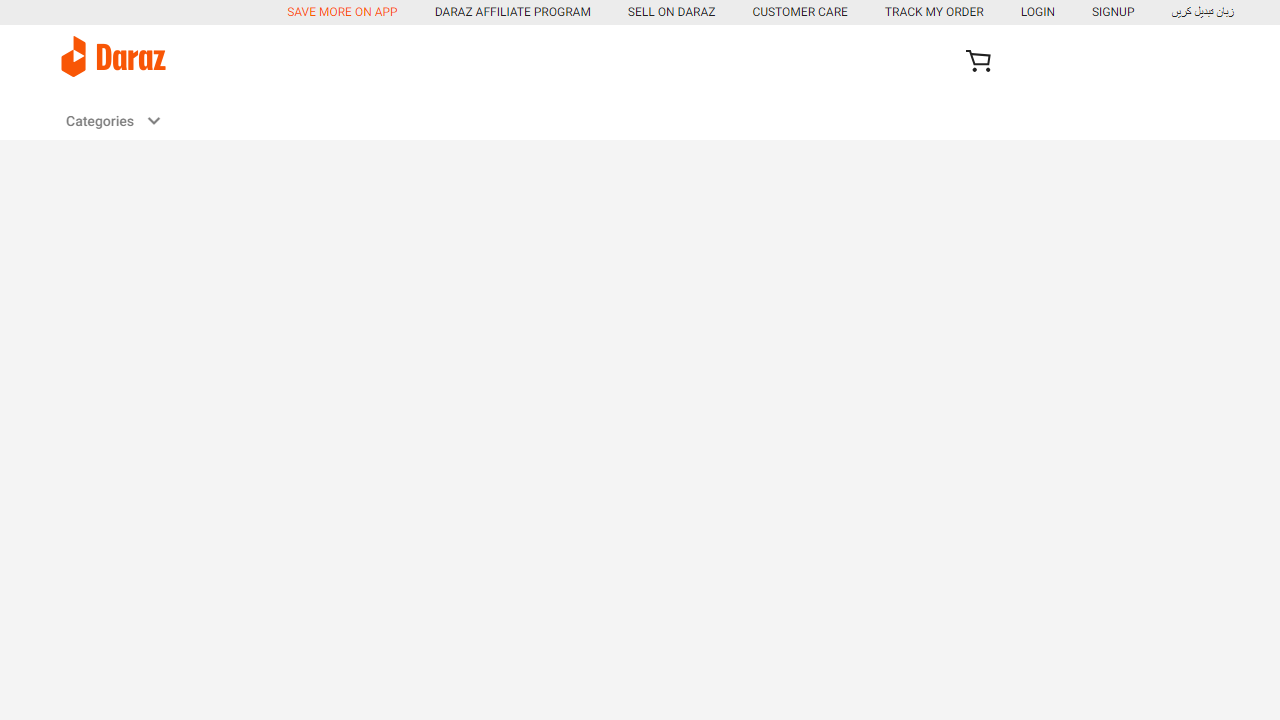 SAVE MORE ON APP DARAZ AFFILIATE PROGRAM SELL ON DARAZ CUSTOMER CARE TRACK MY ORDER LOGIN SIGNUP زبان تبدیل کریں
Daraz
Categories